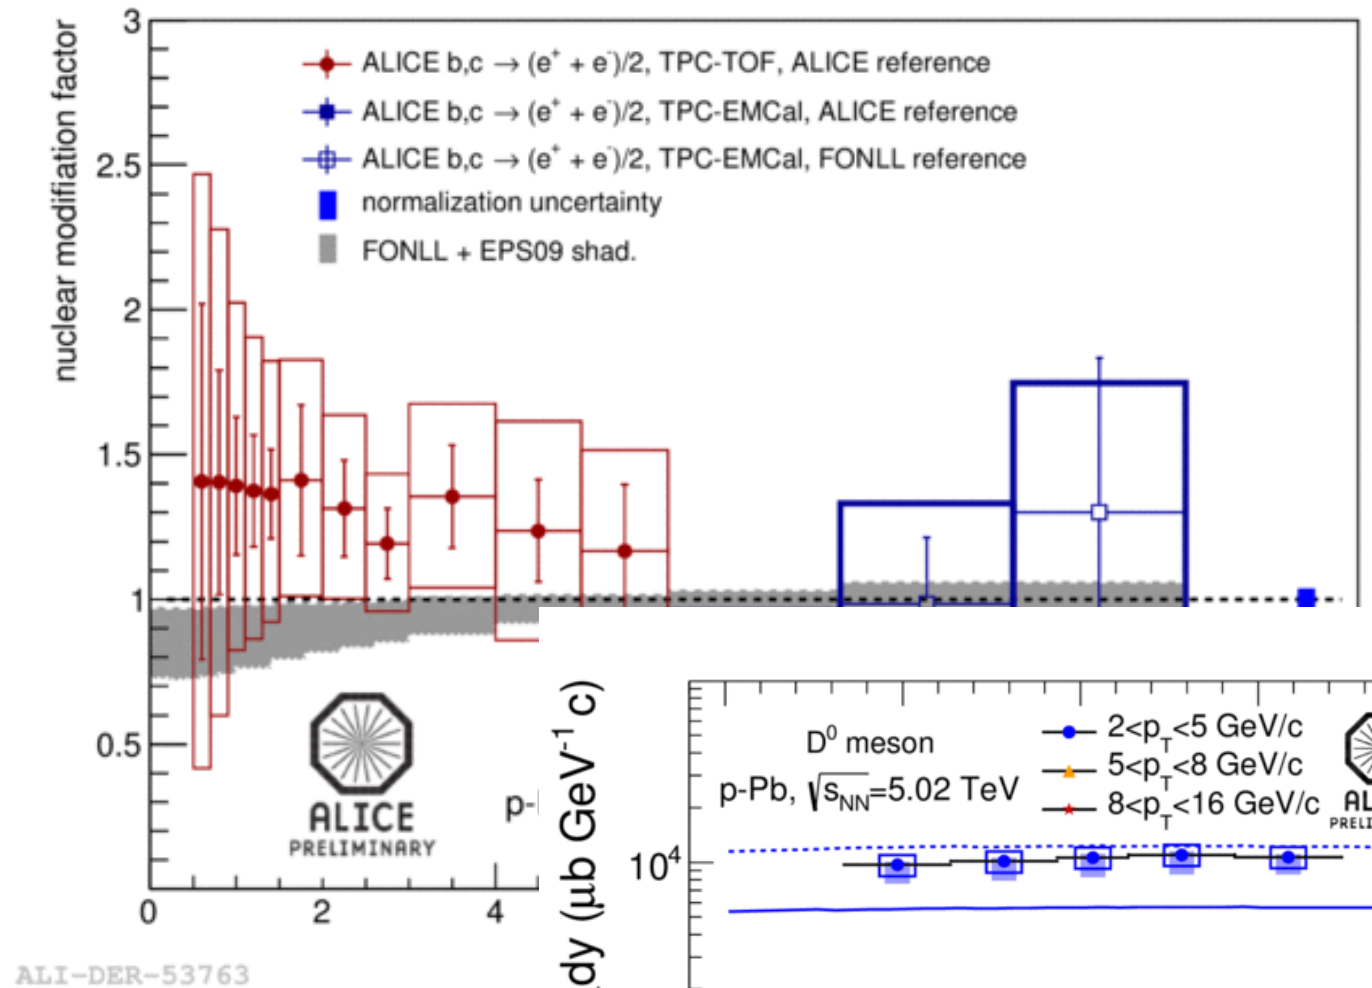 nuclear modifiation factor
3
2.5
2
1.5
1
0.5
0
2
4
ALICE b,c → (e⁺ + e⁻)/2, TPC-TOF, ALICE reference
ALICE b,c → (e⁺ + e⁻)/2, TPC-EMCal, ALICE reference
ALICE b,c → (e⁺ + e⁻)/2, TPC-EMCal, FONLL reference
normalization uncertainty
FONLL + EPS09 shad.
ALICE
PRELIMINARY
p-
ALI-DER-53763
dy (μb GeV⁻¹ c)
10⁴
D⁰ meson
p-Pb, √s_NN=5.02 TeV
2<p_T<5 GeV/c
5<p_T<8 GeV/c
8<p_T<16 GeV/c
AL
PRELI